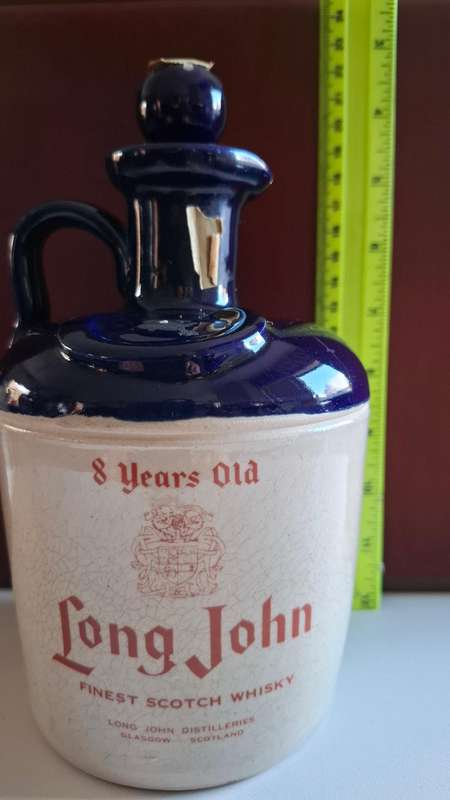 8 Years Old
Long John
FINEST SCOTCH WHISKY
LONG JOHN DISTILLERIES
GLASGOW SCOTLAND